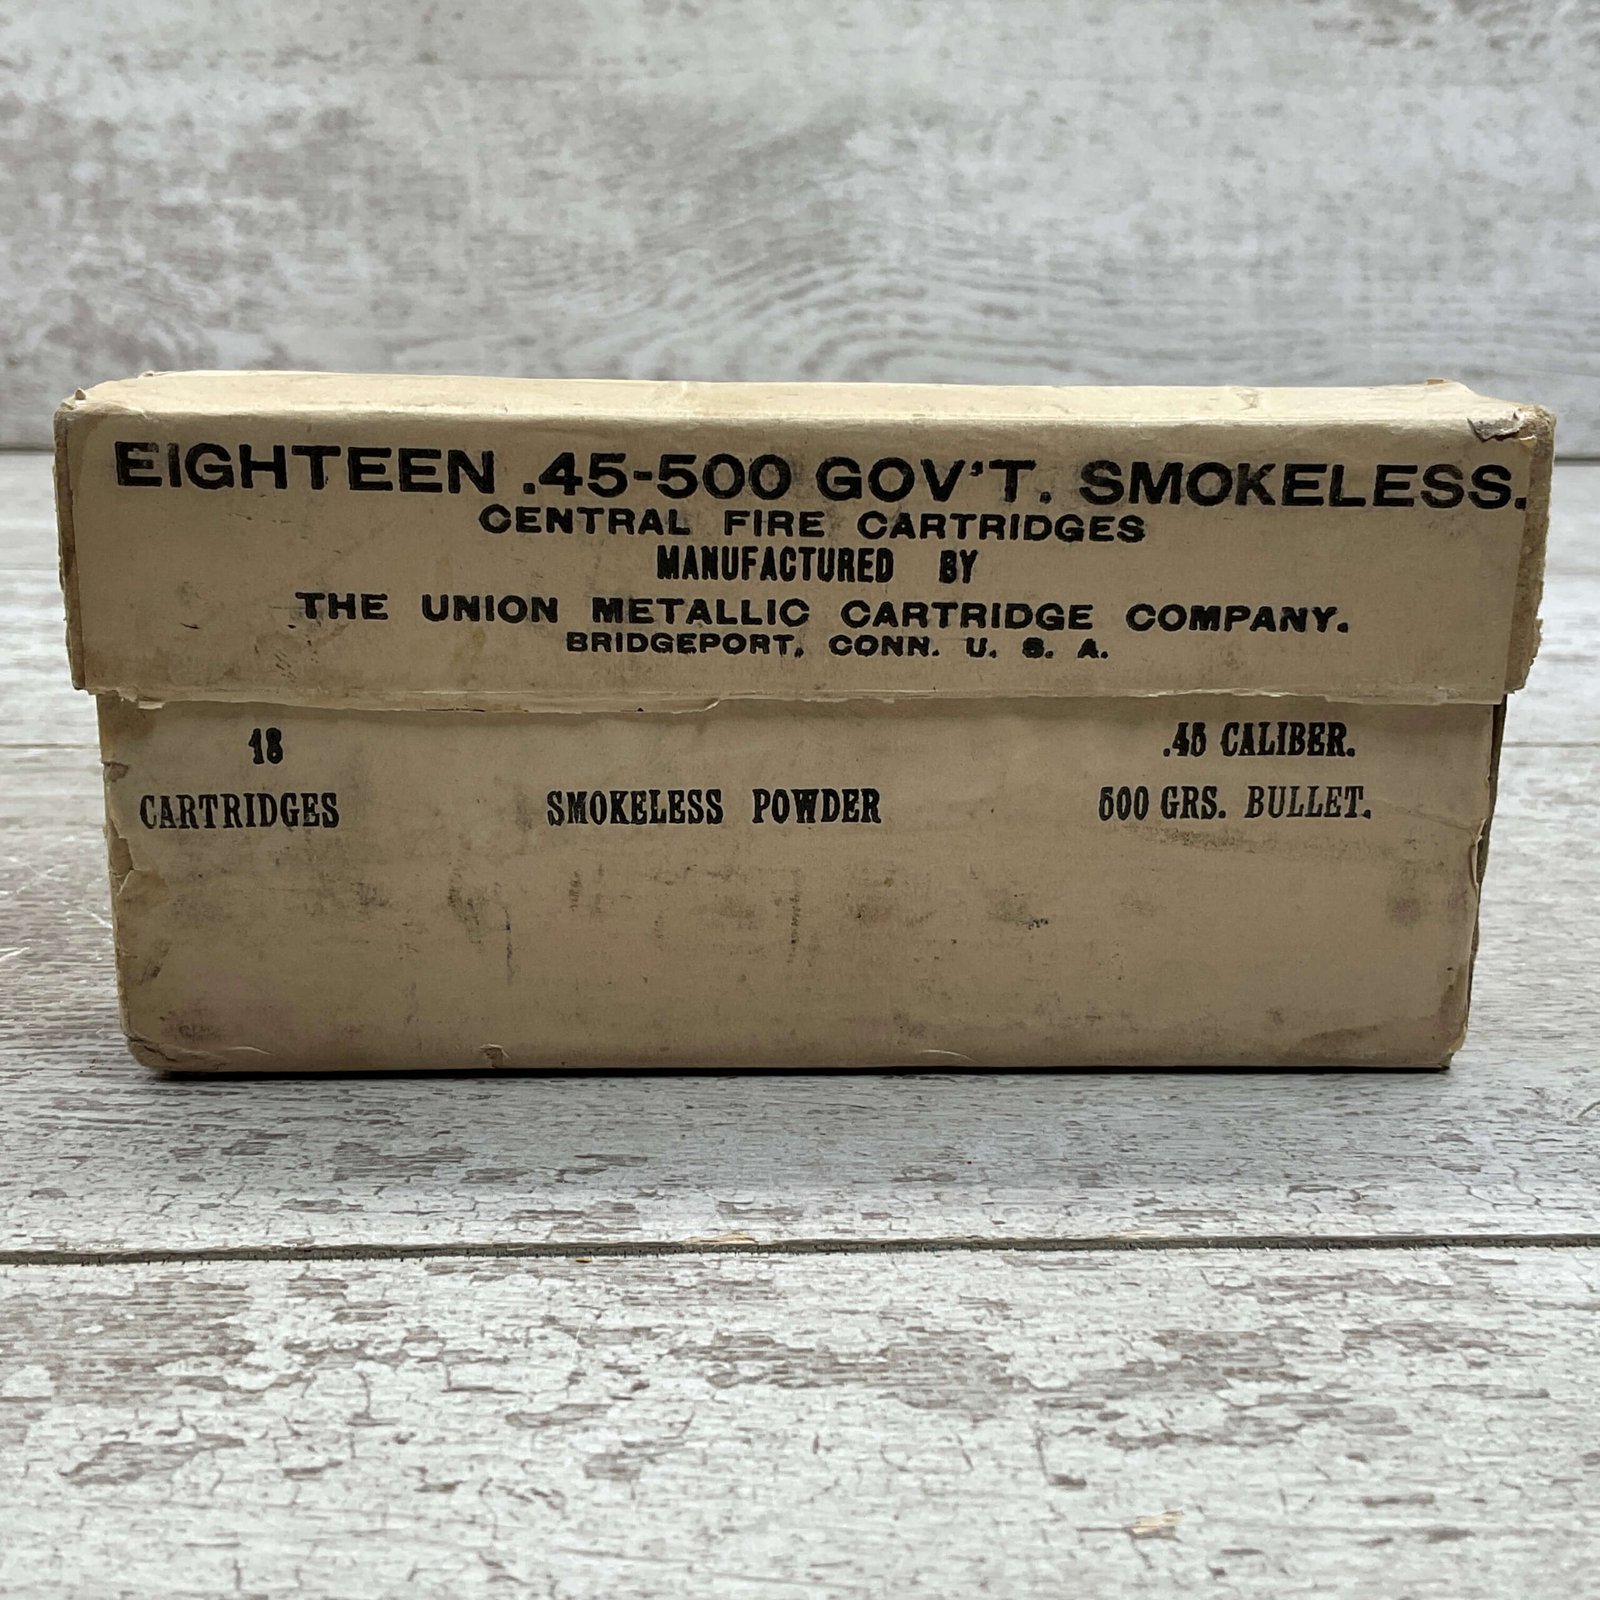 EIGHTEEN .45-500 GOV'T. SMOKELESS.
CENTRAL FIRE CARTRIDGES
MANUFACTURED BY
THE UNION METALLIC CARTRIDGE COMPANY.
BRIDGEPORT, CONN. U. S. A.
18
CARTRIDGES
SMOKELESS POWDER
.45 CALIBER.
500 GRS. BULLET.